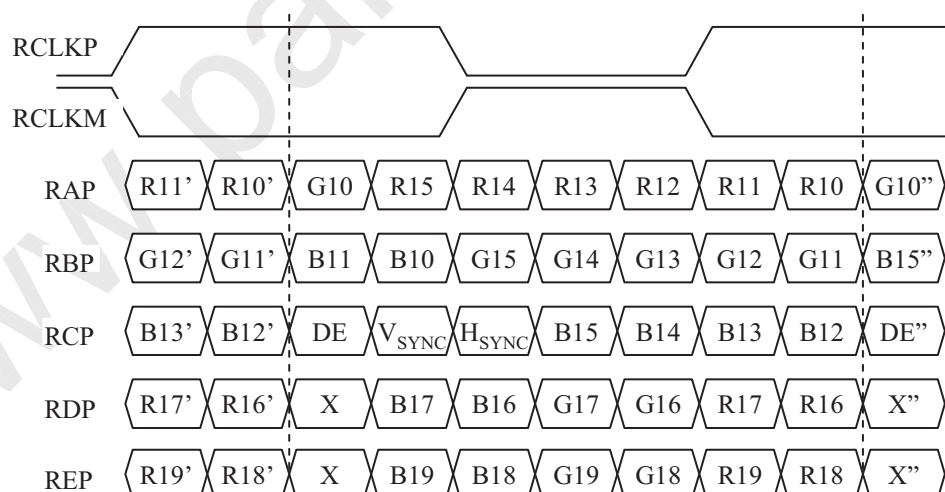 RCLKP
RCLKM
RAP R11’ R10’ G10 R15 R14 R13 R12 R11 R10 G10”
RBP G12’ G11’ B11 B10 G15 G14 G13 G12 G11 B15”
RCP B13’ B12’ DE VSYNC HSYNC B15 B14 B13 B12 DE”
RDP R17’ R16’ X B17 B16 G17 G16 R17 R16 X”
REP R19’ R18’ X B19 B18 G19 G18 R19 R18 X”